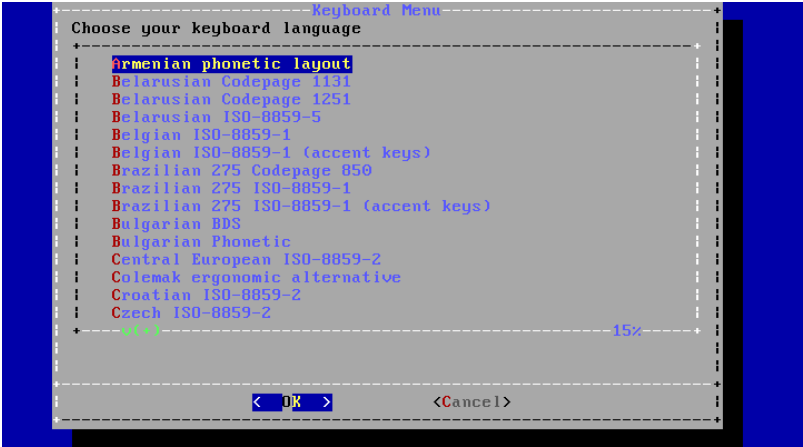 Keyboard Menu
Choose your keyboard language
Armenian phonetic layout
Belarusian Codepage 1131
Belarusian Codepage 1251
Belarusian ISO-8859-5
Belgian ISO-8859-1
Belgian ISO-8859-1 (accent keys)
Brazilian 275 Codepage 850
Brazilian 275 ISO-8859-1
Brazilian 275 ISO-8859-1 (accent keys)
Bulgarian BDS
Bulgarian Phonetic
Central European ISO-8859-2
Colemak ergonomic alternative
Croatian ISO-8859-2
Czech ISO-8859-2
v(+) 15%
< OK > <Cancel>